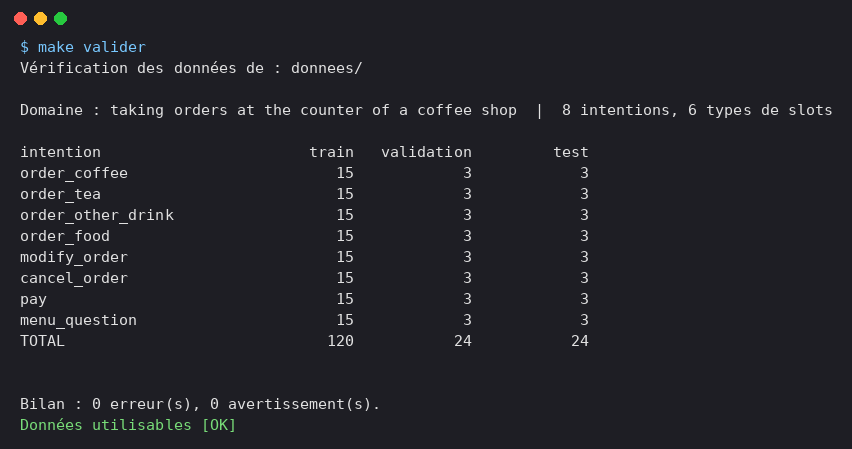 $ make valider
Vérification des données de : donnees/
Domaine : taking orders at the counter of a coffee shop | 8 intentions, 6 types de slots
intention train validation test
order_coffee 15 3 3
order_tea 15 3 3
order_other_drink 15 3 3
order_food 15 3 3
modify_order 15 3 3
cancel_order 15 3 3
pay 15 3 3
menu_question 15 3 3
TOTAL 120 24 24
Bilan : 0 erreur(s), 0 avertissement(s).
Données utilisables [OK]